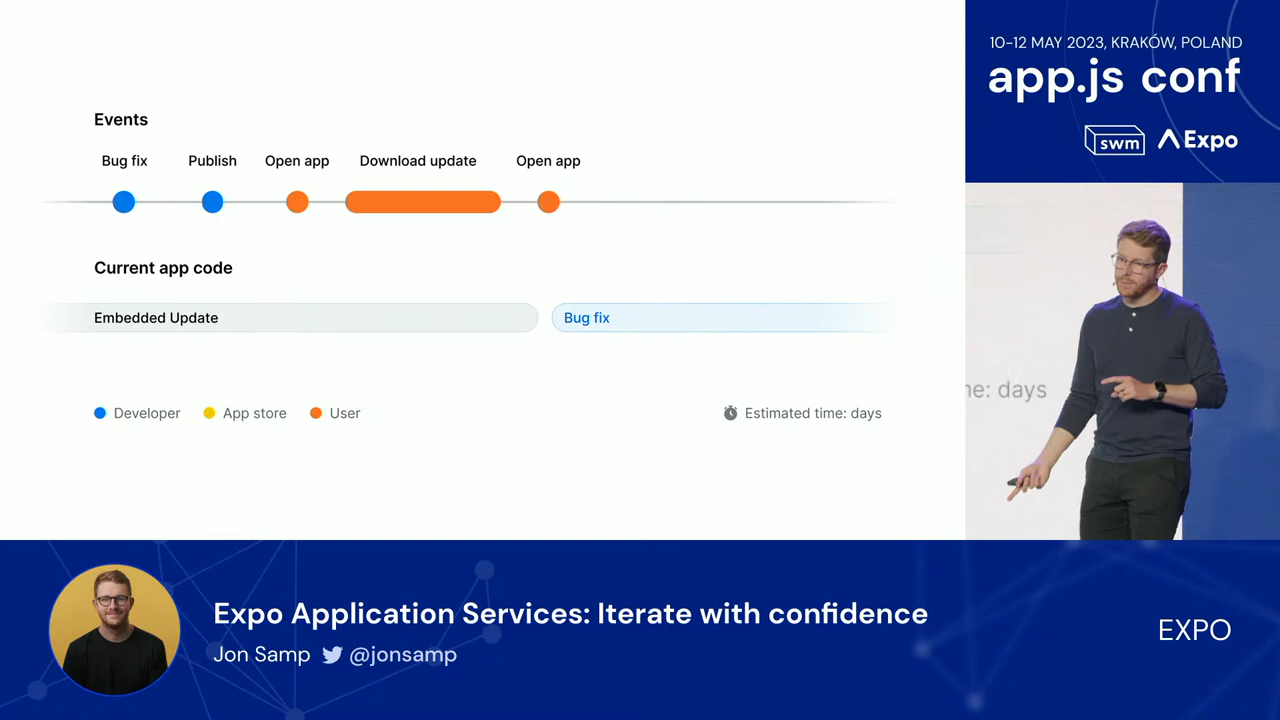 Events
Bug fix Publish Open app Download update Open app
Current app code
Embedded Update Bug fix
Developer App store User Estimated time: days
10-12 MAY 2023, KRAKÓW, POLAND
app.js conf
swm Expo
me: days
Expo Application Services: Iterate with confidence
Jon Samp @jonsamp
EXPO